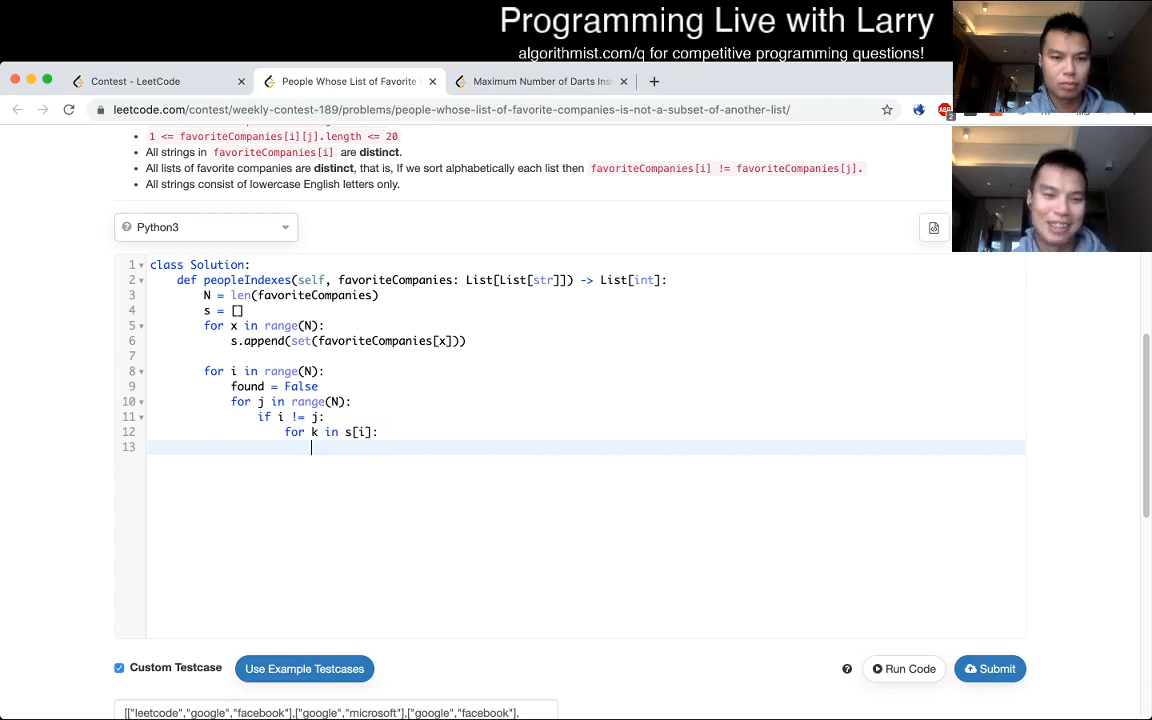 Programming Live with Larry
algorithmist.com/q for competitive programming questions!
Contest - LeetCode
People Whose List of Favorite
Maximum Number of Darts Ins
leetcode.com/contest/weekly-contest-189/problems/people-whose-list-of-favorite-companies-is-not-a-subset-of-another-list/
1 <= favoriteCompanies[i][j].length <= 20
All strings in favoriteCompanies[i] are distinct.
All lists of favorite companies are distinct, that is, If we sort alphabetically each list then favoriteCompanies[i] != favoriteCompanies[j].
All strings consist of lowercase English letters only.
Python3
1 class Solution:
2 def peopleIndexes(self, favoriteCompanies: List[List[str]]) -> List[int]:
3 N = len(favoriteCompanies)
4 s = []
5 for x in range(N):
6 s.append(set(favoriteCompanies[x]))
7
8 for i in range(N):
9 found = False
10 for j in range(N):
11 if i != j:
12 for k in s[i]:
13
Custom Testcase
Use Example Testcases
Run Code
Submit
[["leetcode","google","facebook"],["google","microsoft"],["google","facebook"],